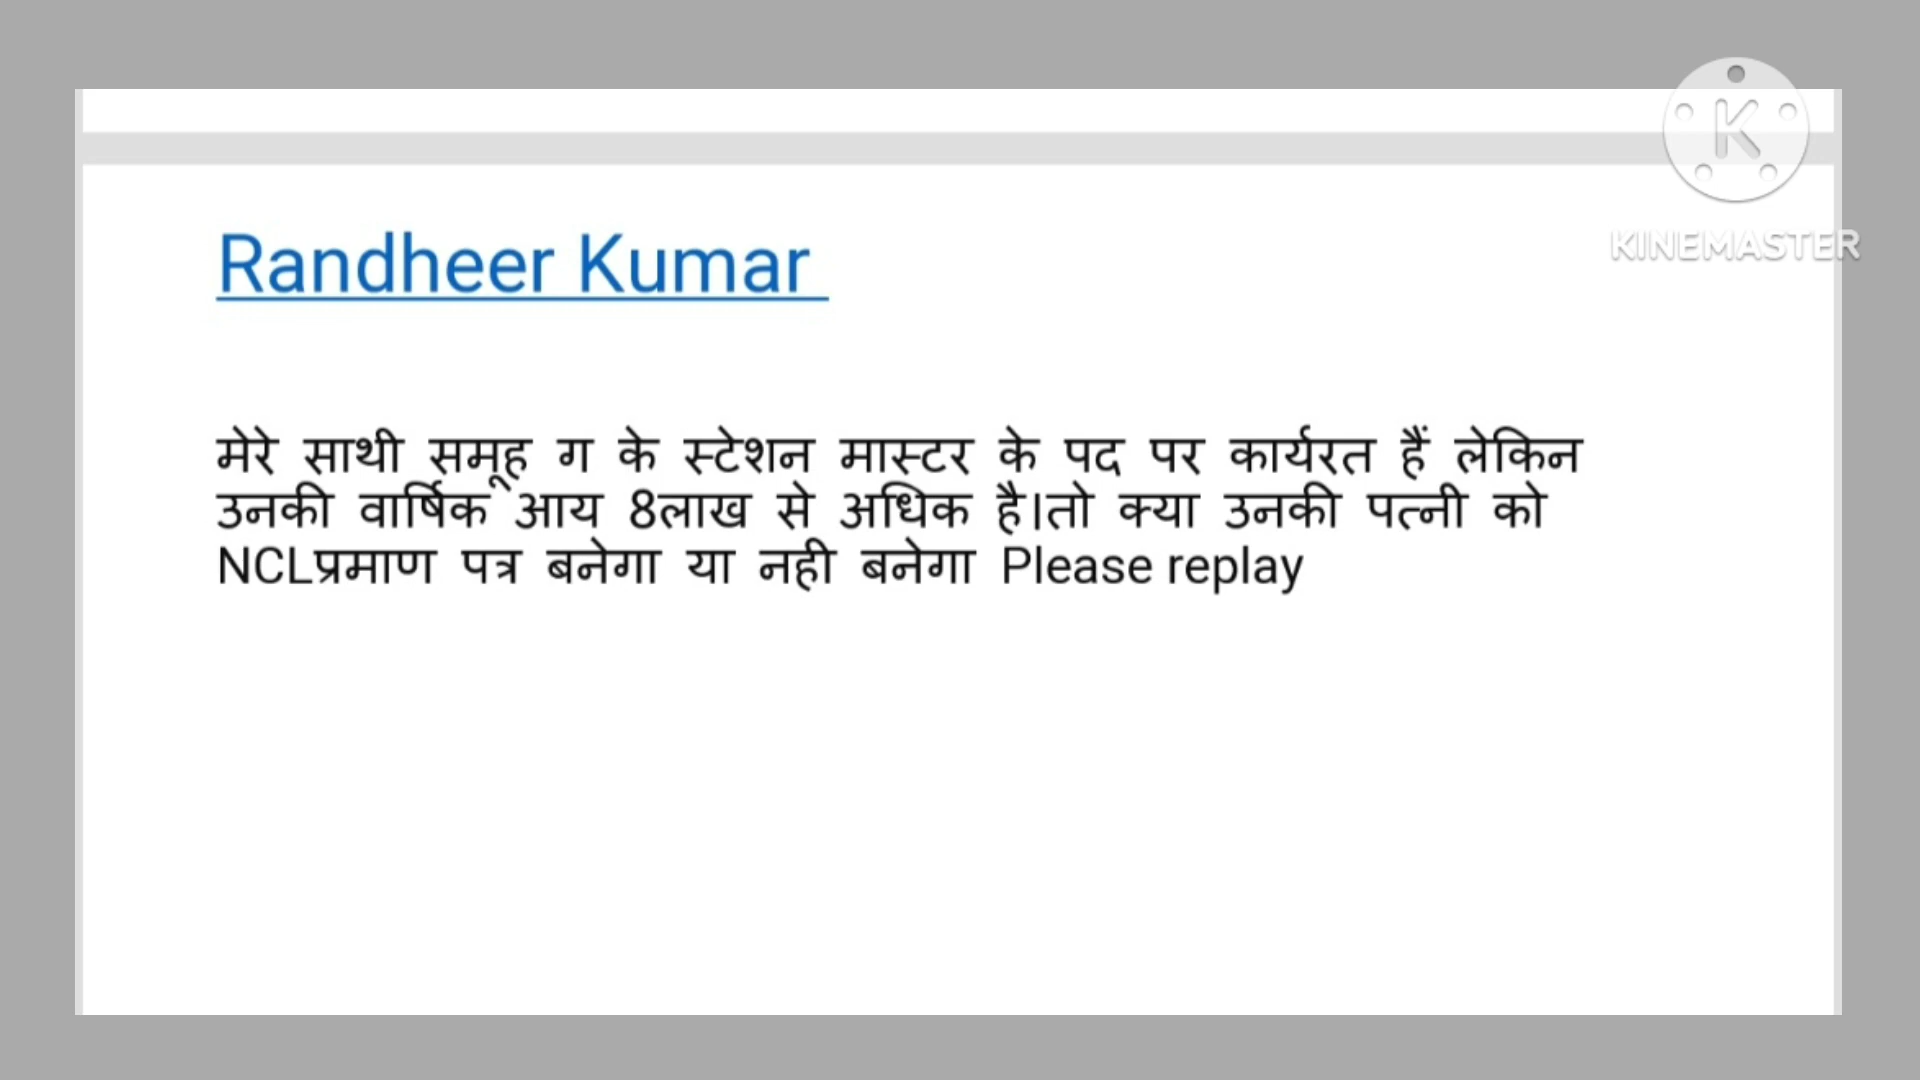 K
KINEMASTER
Randheer Kumar
मेरे साथी समूह ग के स्टेशन मास्टर के पद पर कार्यरत हैं लेकिन
उनकी वार्षिक आय 8लाख से अधिक है।तो क्या उनकी पत्नी को
NCLप्रमाण पत्र बनेगा या नही बनेगा Please replay